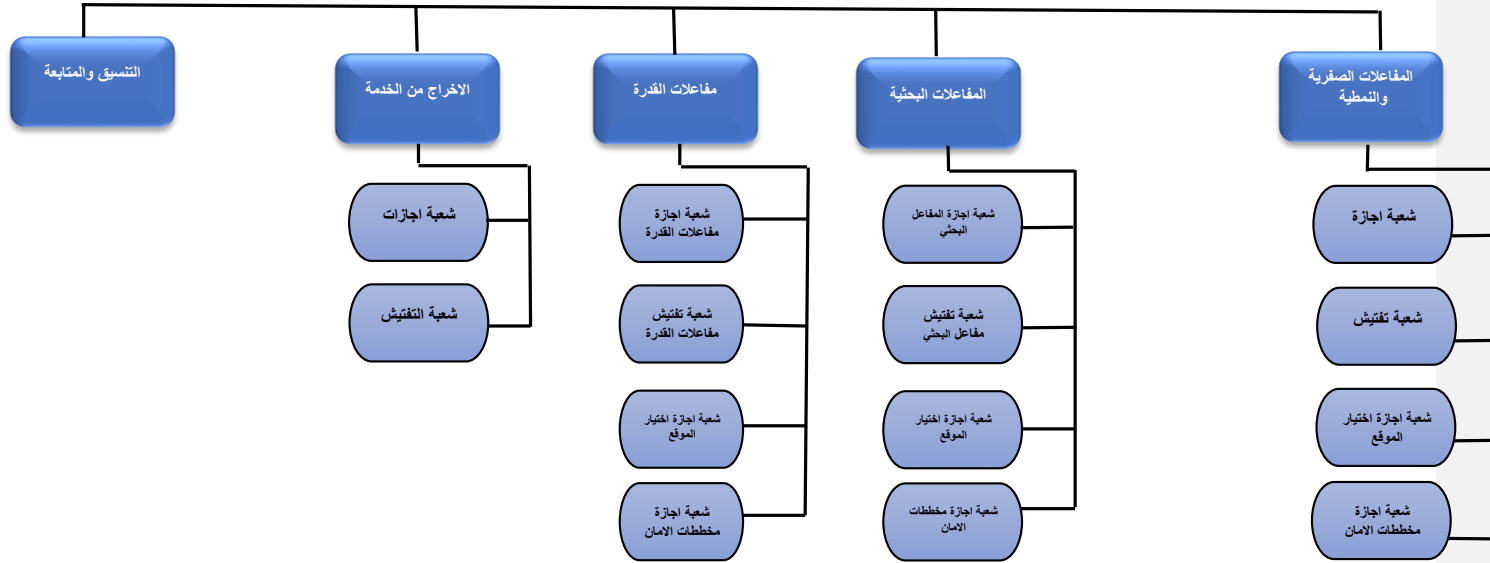 المفاعلات الصفرية
والنمطية
المفاعلات البحثية
مفاعلات القدرة
الاخراج من الخدمة
التنسيق والمتابعة
شعبة اجازة
شعبة تفتيش
شعبة اجازة اختيار
الموقع
شعبة اجازة
مخططات الامان
شعبة اجازة المفاعل
البحثي
شعبة تفتيش
مفاعل البحثي
شعبة اجازة اختيار
الموقع
شعبة اجازة مخططات
الامان
شعبة اجازة
مفاعلات القدرة
شعبة تفتيش
مفاعلات القدرة
شعبة اجازة اختيار
الموقع
شعبة اجازة
مخططات الامان
شعبة اجازات
شعبة التفتيش